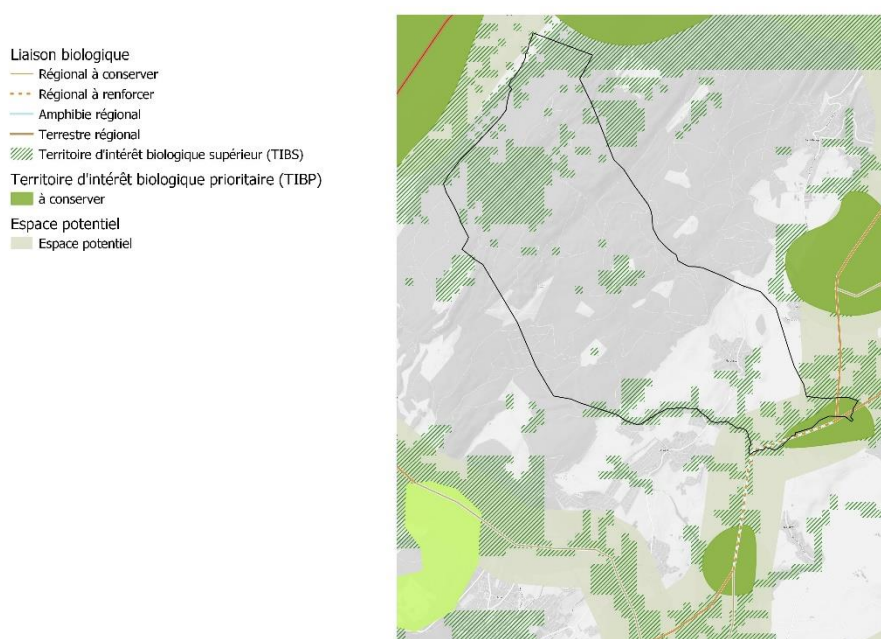 Liaison biologique
Régional à conserver
Régional à renforcer
Amphibie régional
Terrestre régional
Territoire d'intérêt biologique supérieur (TIBS)
Territoire d'intérêt biologique prioritaire (TIBP)
à conserver
Espace potentiel
Espace potentiel